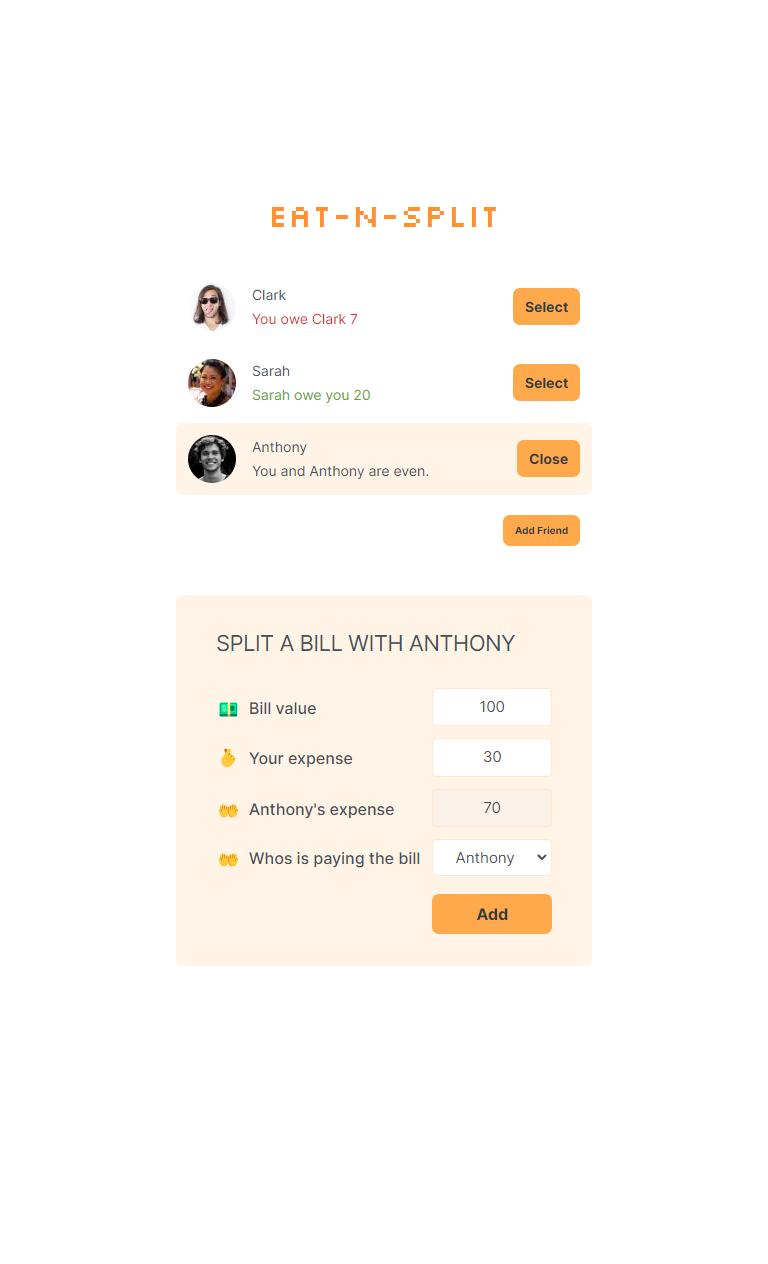 EAT-N-SPLIT
Clark
You owe Clark 7
Select
Sarah
Sarah owe you 20
Select
Anthony
You and Anthony are even.
Close
Add Friend
SPLIT A BILL WITH ANTHONY
Bill value
100
Your expense
30
Anthony's expense
70
Whos is paying the bill
Anthony
Add